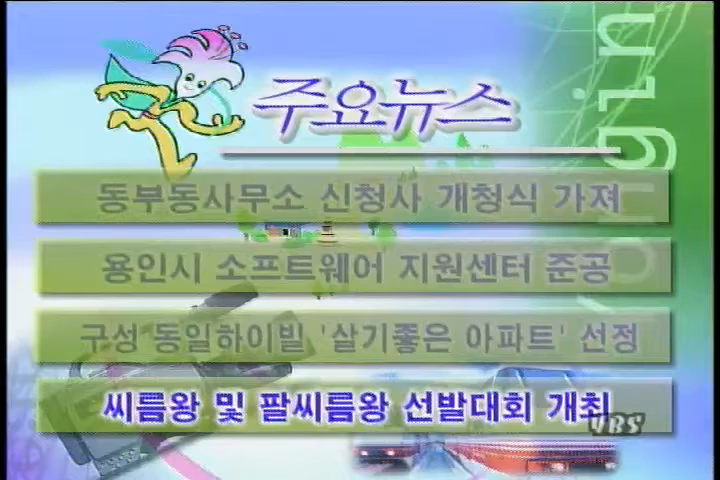 주요뉴스
동부동사무소 신청사 개청식 가져
용인시 소프트웨어 지원센터 준공
구성 동일하이빌 '살기좋은 아파트' 선정
씨름왕 및 팔씨름왕 선발대회 개최
YBS
Yongin